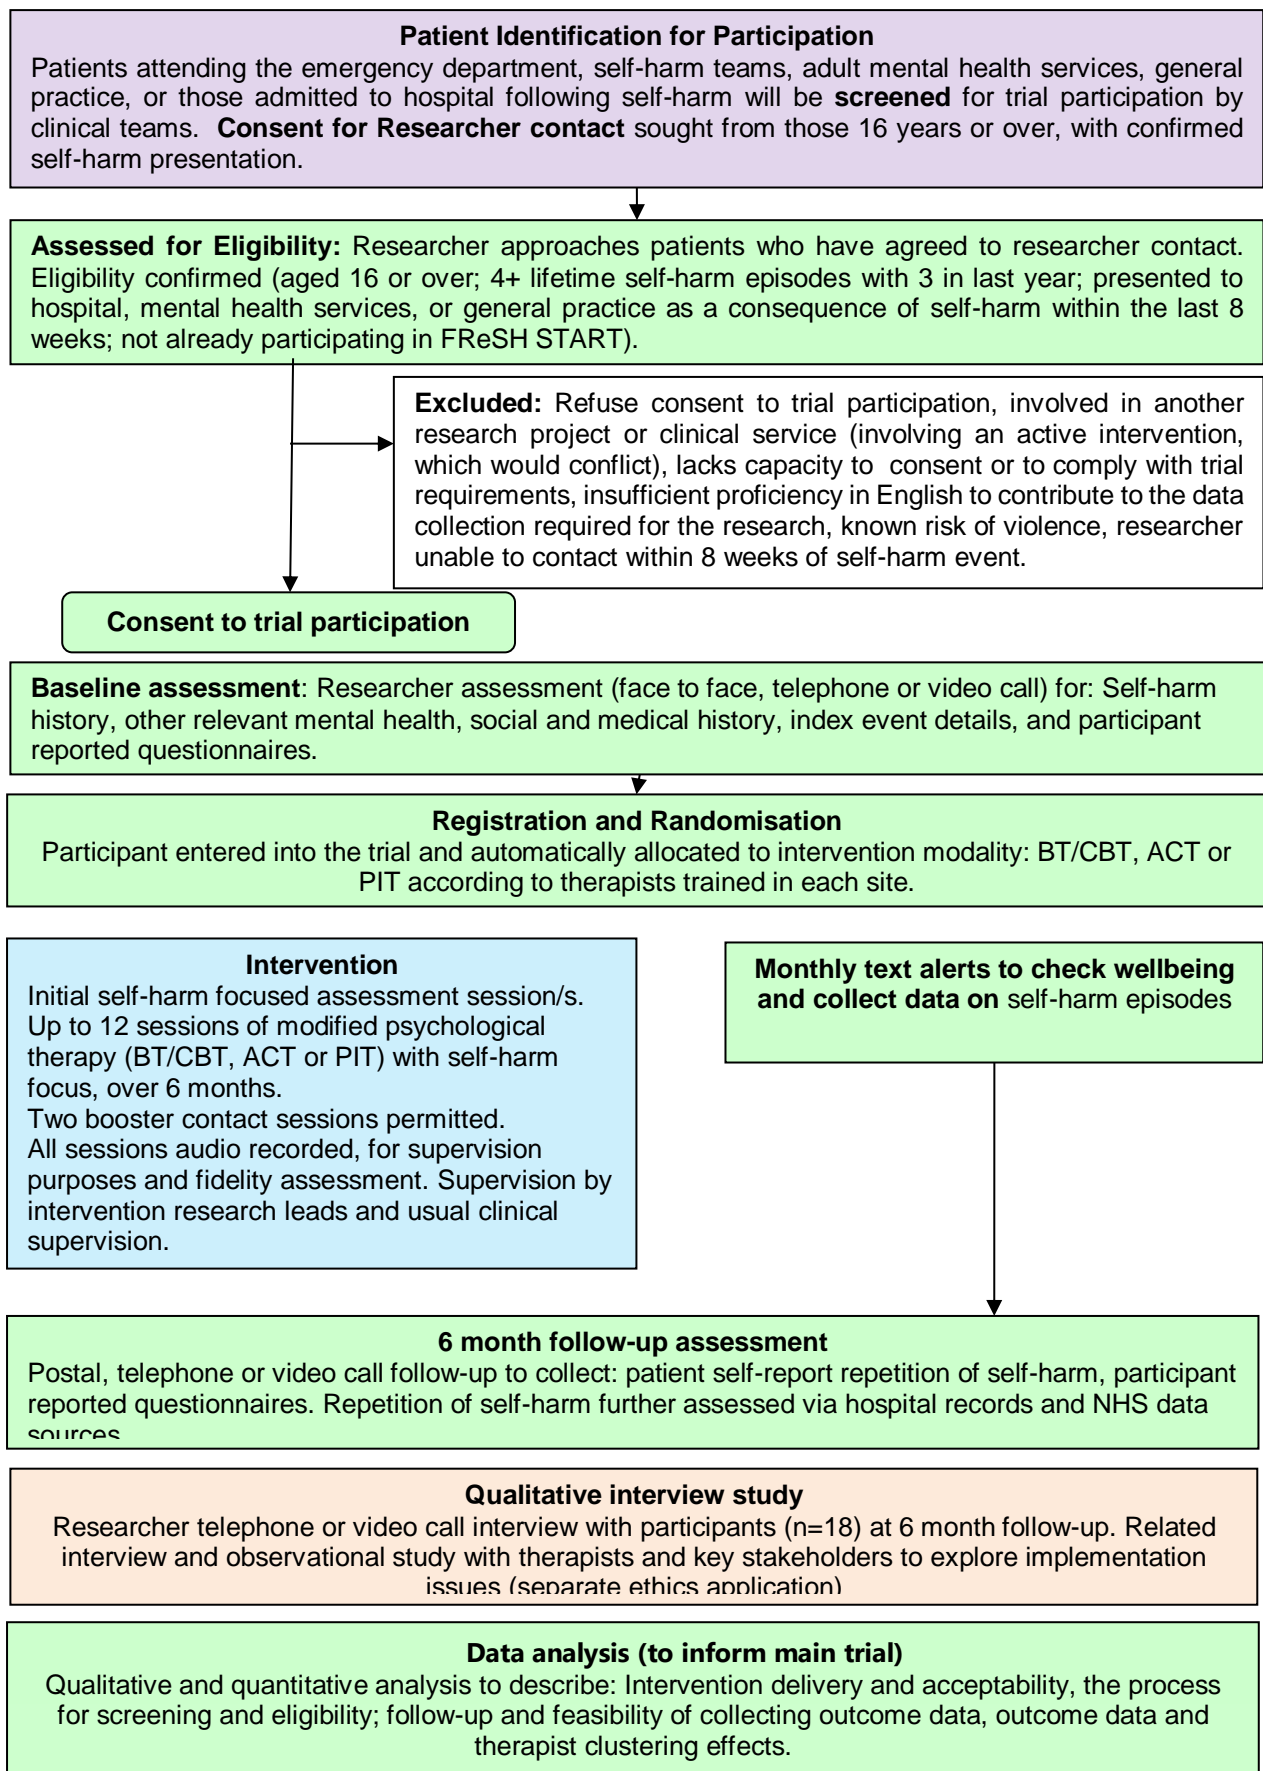 Patient Identification for Participation
Patients attending the emergency department, self-harm teams, adult mental health services, general
practice, or those admitted to hospital following self-harm will be screened for trial participation by
clinical teams. Consent for Researcher contact sought from those 16 years or over, with confirmed
self-harm presentation.
Assessed for Eligibility: Researcher approaches patients who have agreed to researcher contact.
Eligibility confirmed (aged 16 or over; 4+ lifetime self-harm episodes with 3 in last year; presented to
hospital, mental health services, or general practice as a consequence of self-harm within the last 8
weeks; not already participating in FReSH START).
Excluded: Refuse consent to trial participation, involved in another
research project or clinical service (involving an active intervention,
which would conflict), lacks capacity to consent or to comply with trial
requirements, insufficient proficiency in English to contribute to the data
collection required for the research, known risk of violence, researcher
unable to contact within 8 weeks of self-harm event.
Consent to trial participation
Baseline assessment: Researcher assessment (face to face, telephone or video call) for: Self-harm
history, other relevant mental health, social and medical history, index event details, and participant
reported questionnaires.
Registration and Randomisation
Participant entered into the trial and automatically allocated to intervention modality: BT/CBT, ACT or
PIT according to therapists trained in each site.
Intervention
Initial self-harm focused assessment session/s.
Up to 12 sessions of modified psychological
therapy (BT/CBT, ACT or PIT) with self-harm
focus, over 6 months.
Two booster contact sessions permitted.
All sessions audio recorded, for supervision
purposes and fidelity assessment. Supervision by
intervention research leads and usual clinical
supervision.
Monthly text alerts to check wellbeing
and collect data on self-harm episodes
6 month follow-up assessment
Postal, telephone or video call follow-up to collect: patient self-report repetition of self-harm, participant
reported questionnaires. Repetition of self-harm further assessed via hospital records and NHS data
sources
Qualitative interview study
Researcher telephone or video call interview with participants (n=18) at 6 month follow-up. Related
interview and observational study with therapists and key stakeholders to explore implementation
issues (separate ethics application)
Data analysis (to inform main trial)
Qualitative and quantitative analysis to describe: Intervention delivery and acceptability, the process
for screening and eligibility; follow-up and feasibility of collecting outcome data, outcome data and
therapist clustering effects.